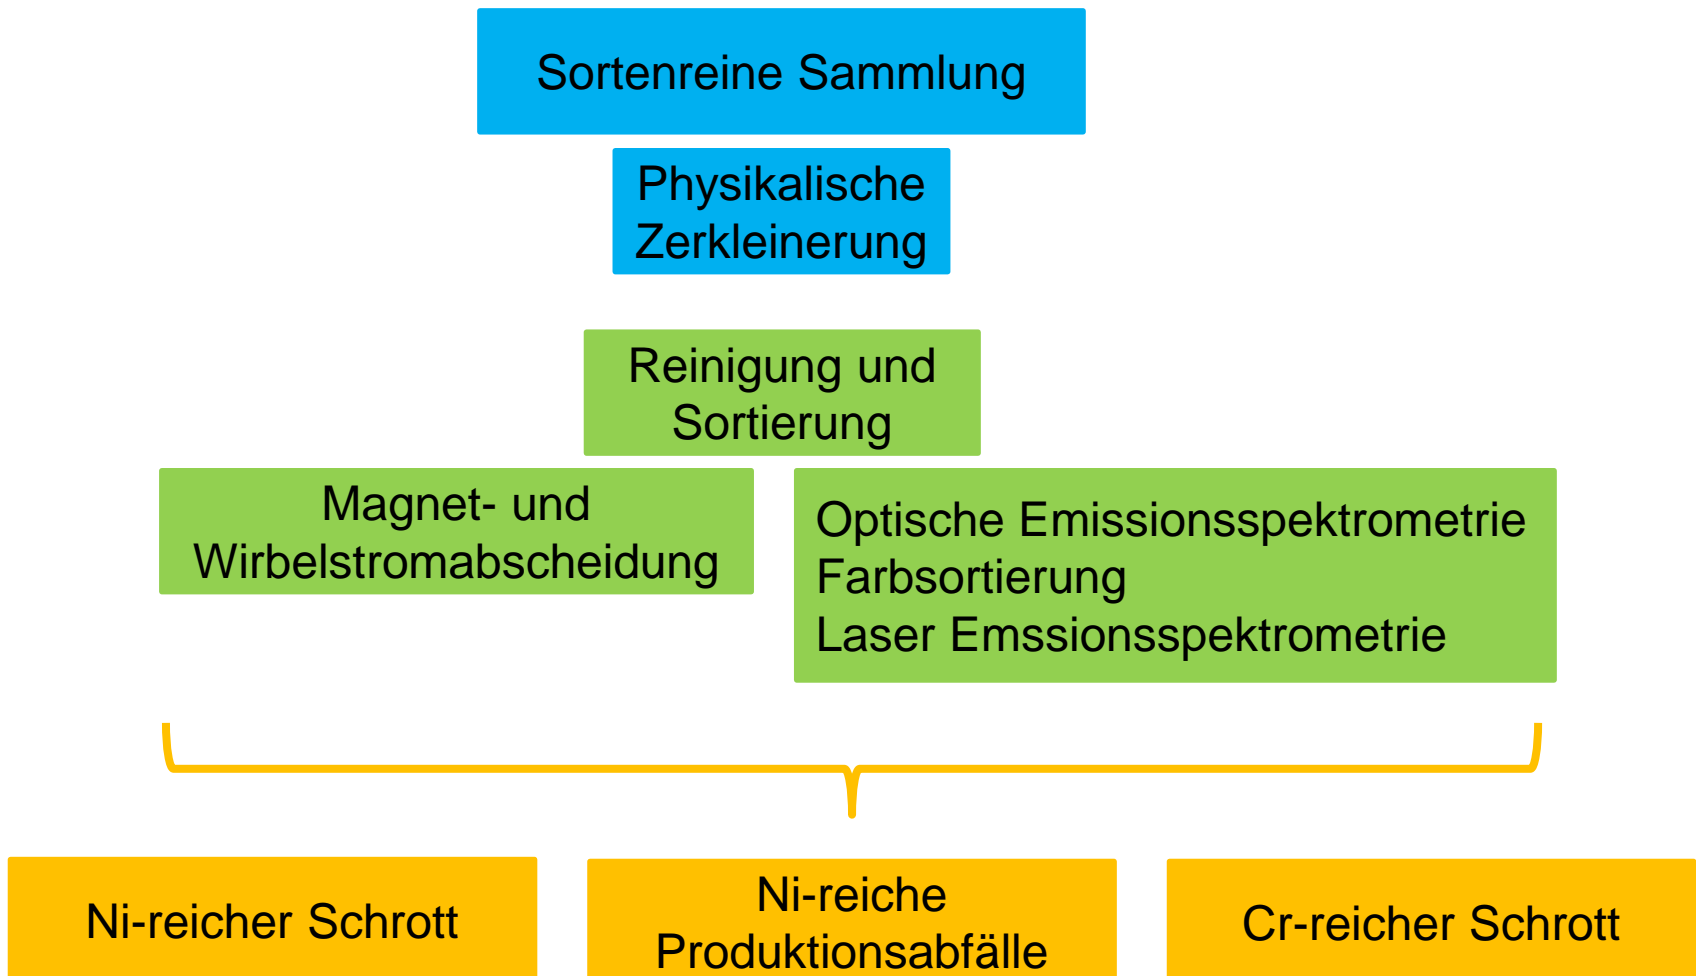 Sortenreine Sammlung
Physikalische
Zerkleinerung
Reinigung und
Sortierung
Magnet- und
Wirbelstromabscheidung
Optische Emissionsspektrometrie
Farbsortierung
Laser Emssionsspektrometrie
Ni-reicher Schrott
Ni-reiche
Produktionsabfälle
Cr-reicher Schrott